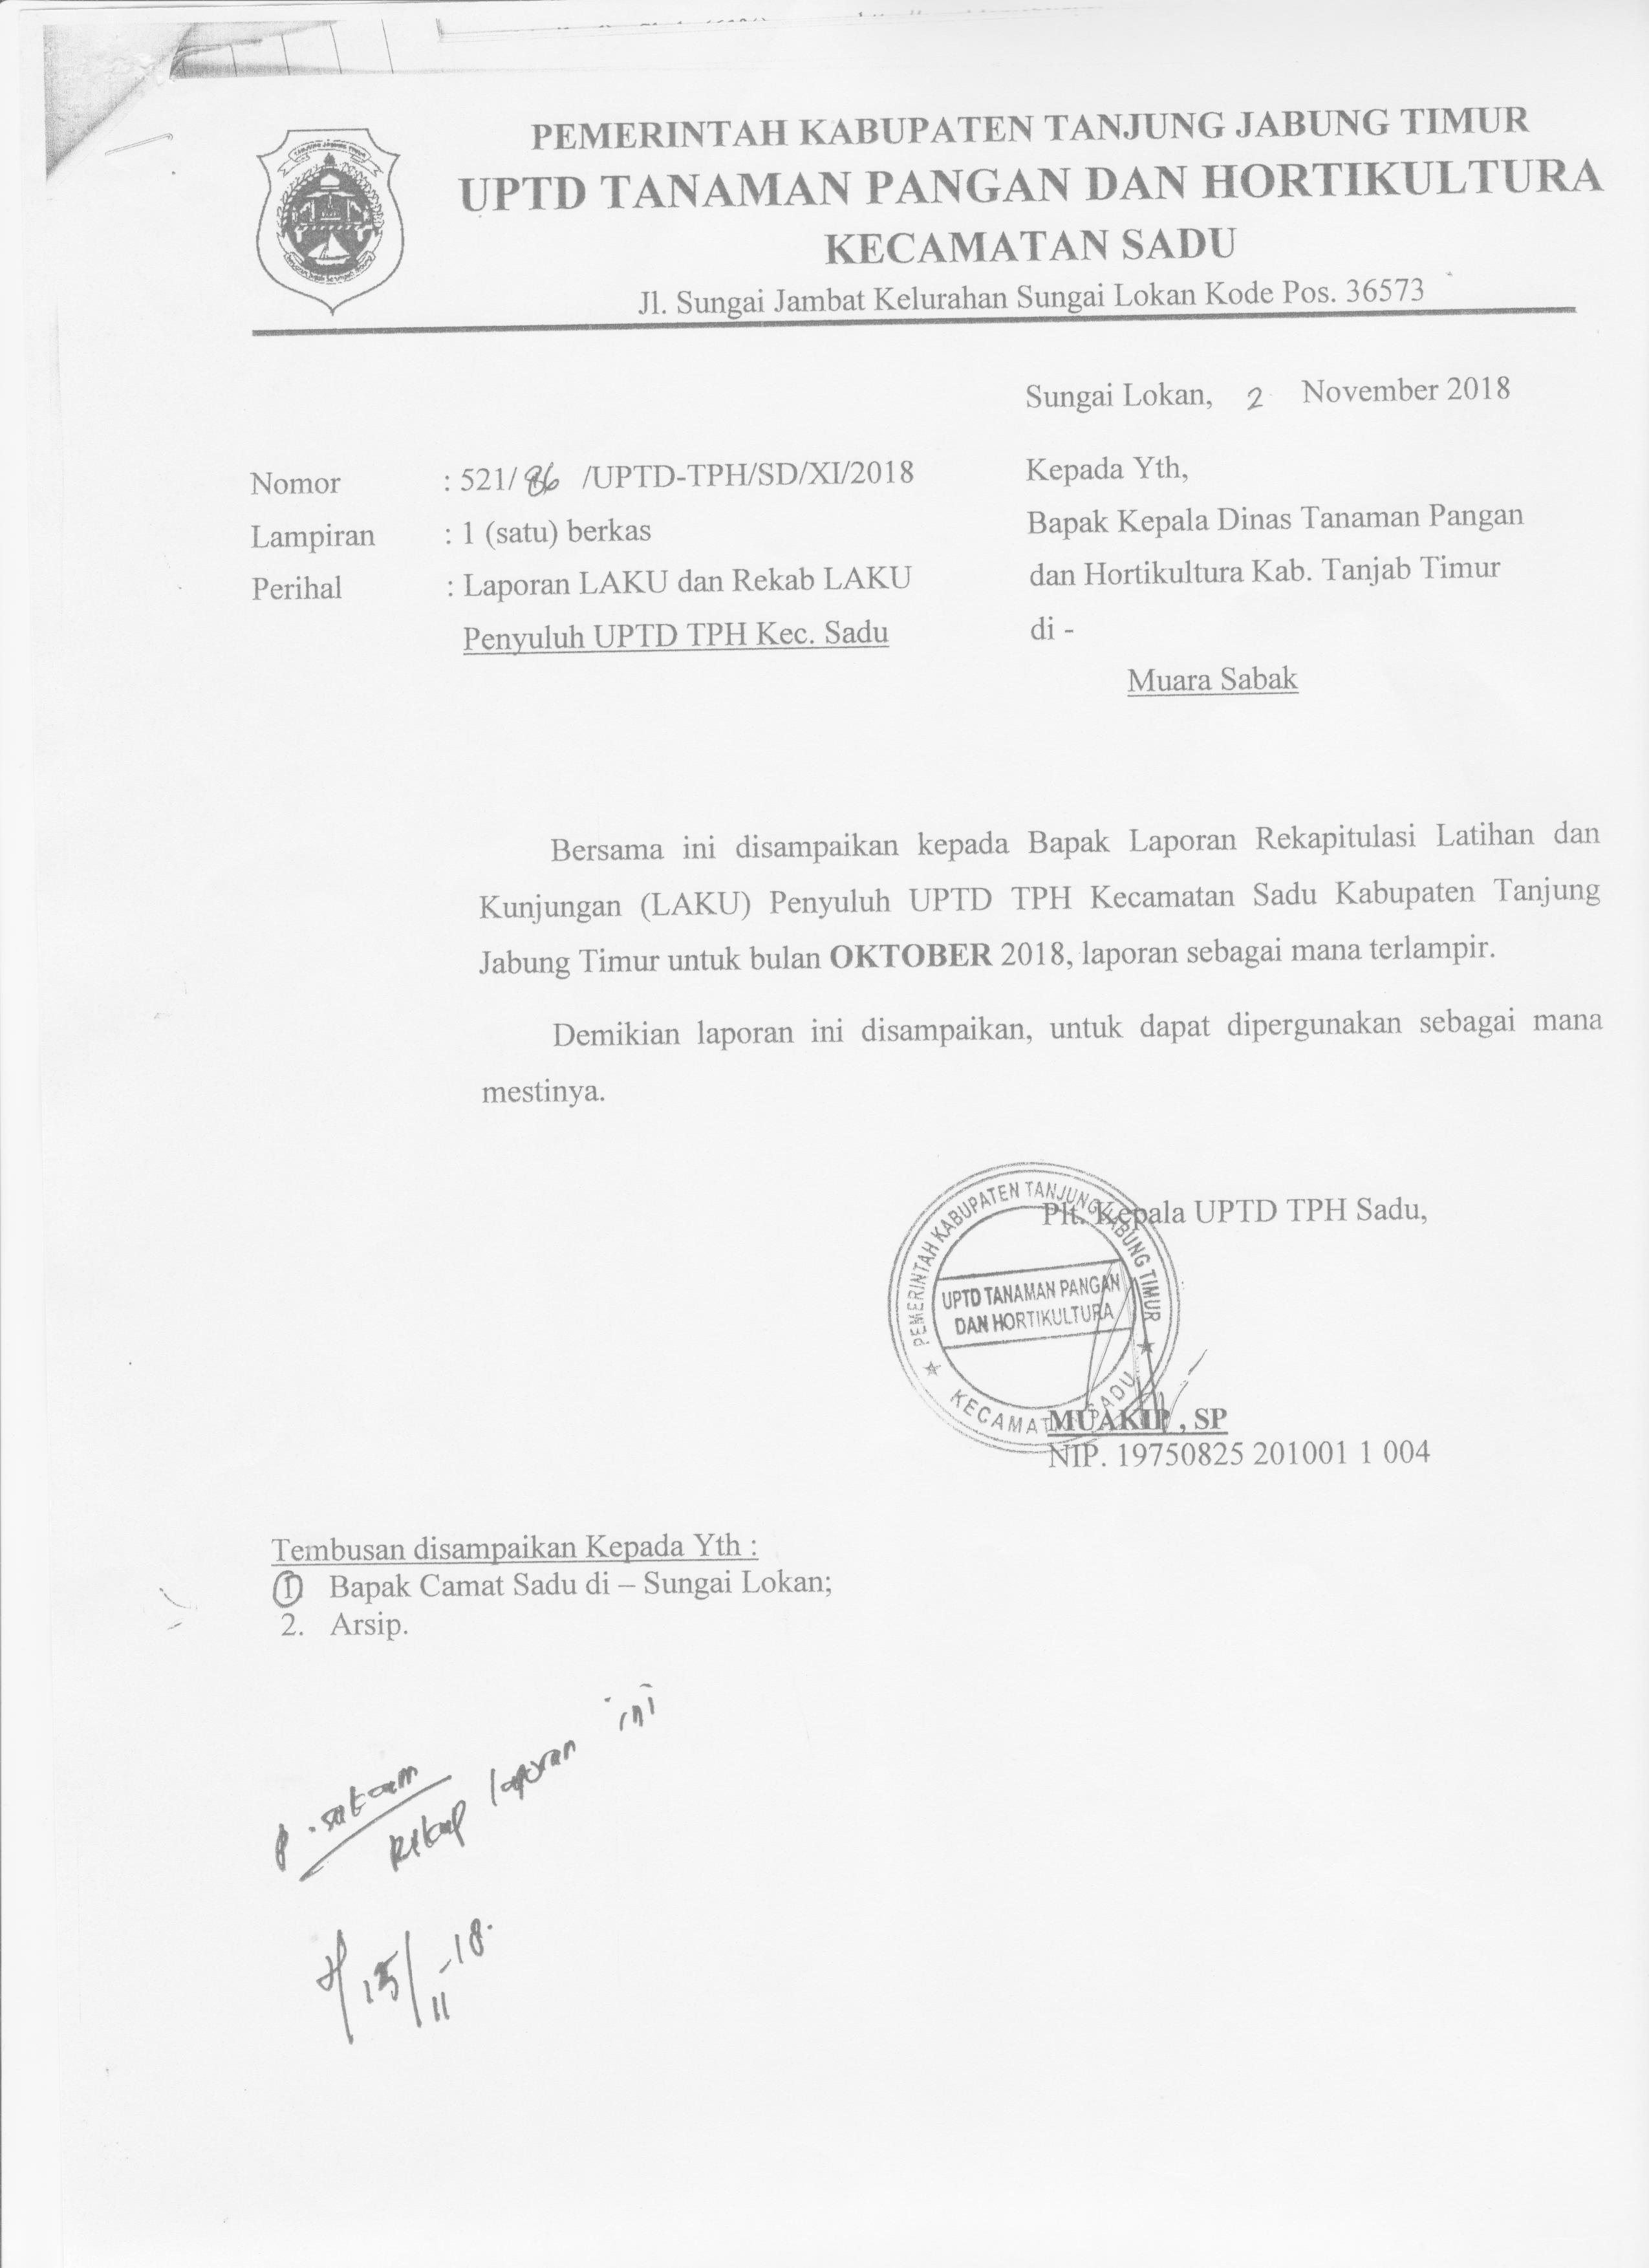 PEMERINTAH KABUPATEN TANJUNG JABUNG TIMUR
UPTD TANAMAN PANGAN DAN HORTIKULTURA
KECAMATAN SADU
Jl. Sungai Jambat Kelurahan Sungai Lokan Kode Pos. 36573
TANJUNG JABUNG TIMUR
Sungai Lokan, 2 November 2018
Nomor : 521/ 86 /UPTD-TPH/SD/XI/2018
Lampiran : 1 (satu) berkas
Perihal : Laporan LAKU dan Rekab LAKU
Penyuluh UPTD TPH Kec. Sadu
Kepada Yth,
Bapak Kepala Dinas Tanaman Pangan
dan Hortikultura Kab. Tanjab Timur
di -
Muara Sabak
Bersama ini disampaikan kepada Bapak Laporan Rekapitulasi Latihan dan
Kunjungan (LAKU) Penyuluh UPTD TPH Kecamatan Sadu Kabupaten Tanjung
Jabung Timur untuk bulan OKTOBER 2018, laporan sebagai mana terlampir.
Demikian laporan ini disampaikan, untuk dapat dipergunakan sebagai mana
mestinya.
Plt. Kepala UPTD TPH Sadu,
PEMERINTAH KABUPATEN TANJUNG JABUNG TIMUR
UPTD TANAMAN PANGAN
DAN HORTIKULTURA
KECAMATAN SADU
MUAKIP , SP
NIP. 19750825 201001 1 004
Tembusan disampaikan Kepada Yth :
1 Bapak Camat Sadu di – Sungai Lokan;
2. Arsip.
P. satam
Rekap laporan ini
15/11-18.